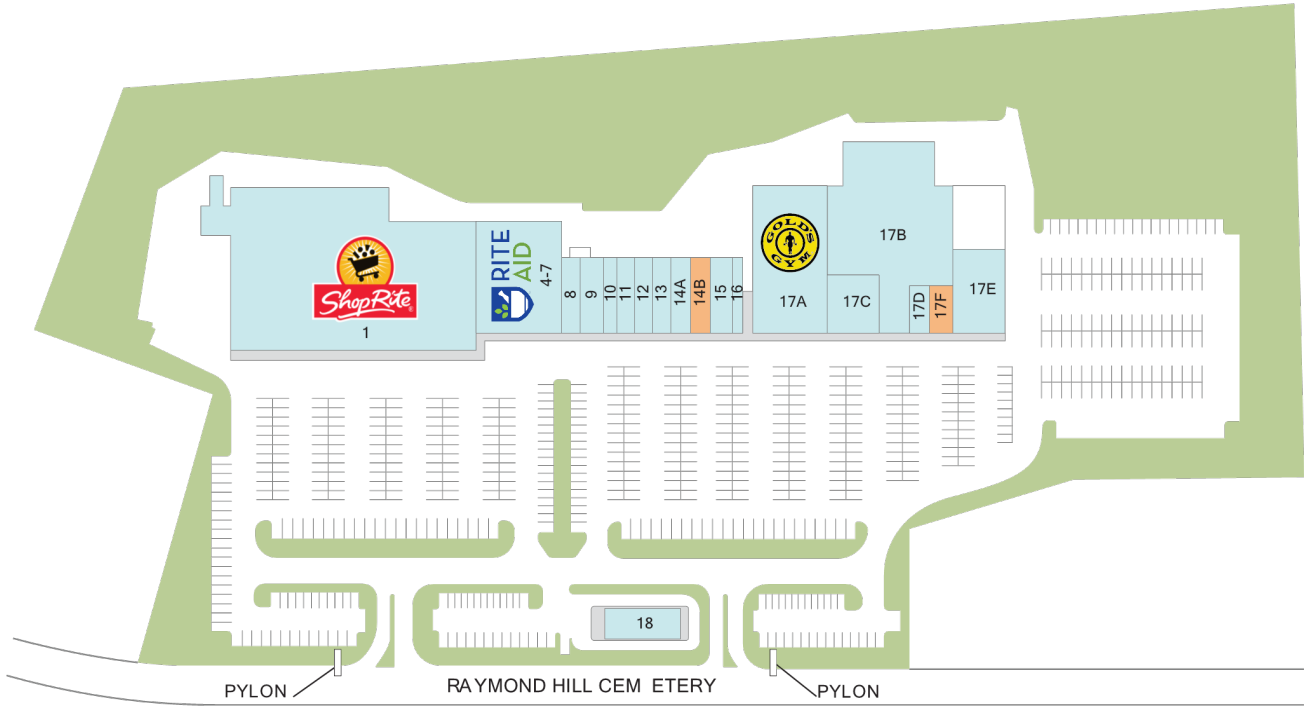 GOLD'S
GYM
17B
RITE
AID
4-7
ShopRite
1
8
9
10
11
12
13
14A
14B
15
16
17A
17C
17D
17F
17E
18
PYLON
RAYMOND HILL CEM ETERY
PYLON